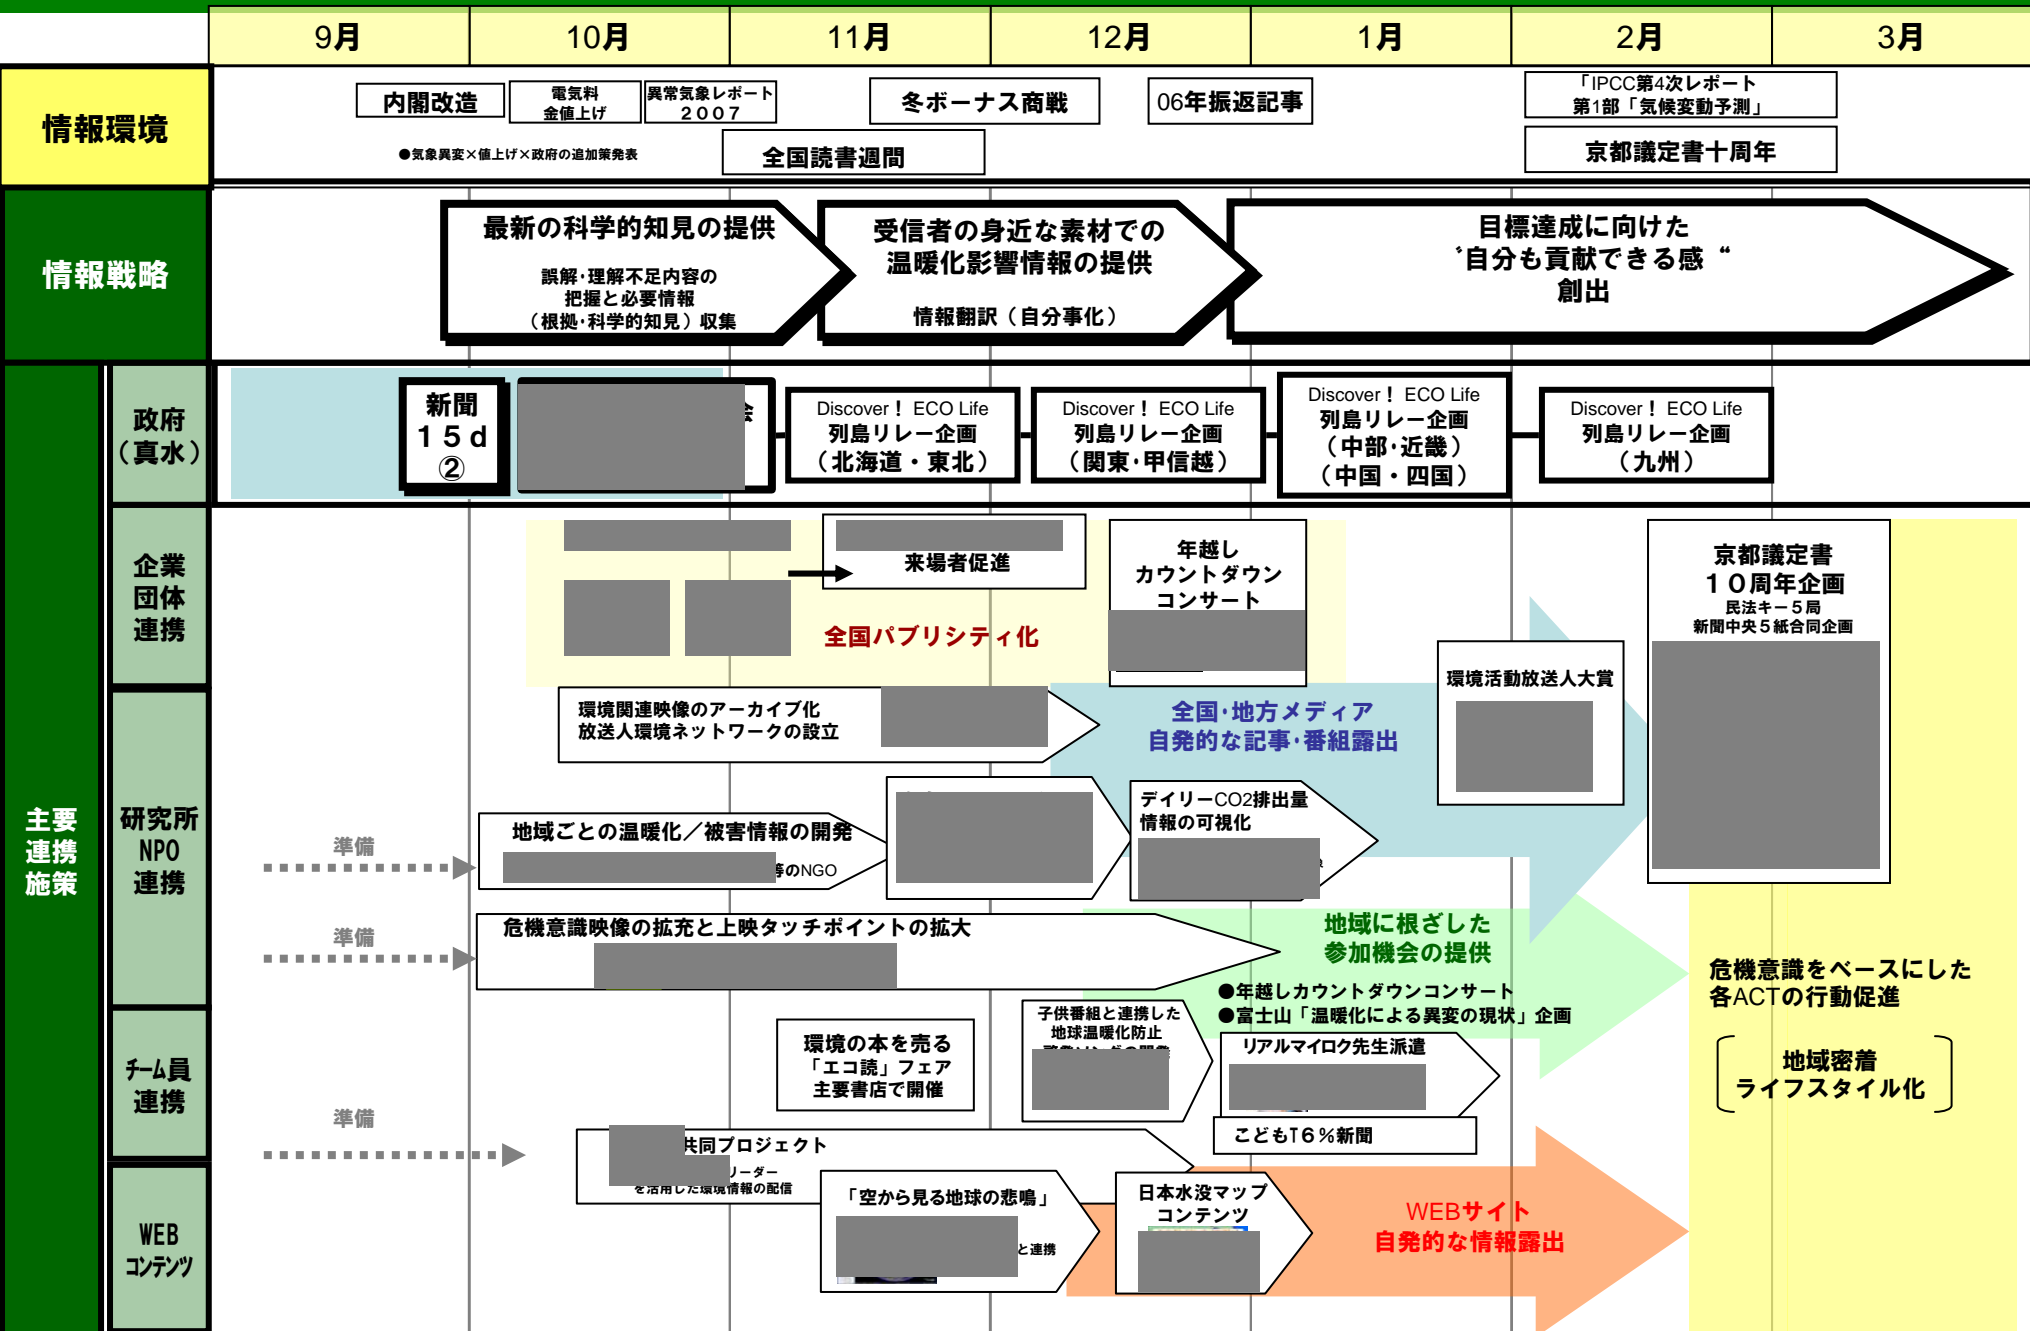 9月
10月
11月
12月
1月
2月
3月
情報環境
内閣改造
電気料
金値上げ
異常気象レポート
2007
冬ボーナス商戦
06年振返記事
「IPCC第4次レポート
第1部「気候変動予測」
●気象異変×値上げ×政府の追加策発表
全国読書週間
京都議定書十周年
情報戦略
最新の科学的知見の提供
誤解・理解不足内容の
把握と必要情報
（根拠・科学的知見）収集
受信者の身近な素材での
温暖化影響情報の提供
情報翻訳（自分事化）
目標達成に向けた
〝自分も貢献できる感“
創出
主要
連携
施策
政府
（真水）
新聞
15d
②
Discover！ ECO Life
列島リレー企画
（北海道・東北）
Discover！ ECO Life
列島リレー企画
（関東・甲信越）
Discover！ ECO Life
列島リレー企画
（中部・近畿）
（中国・四国）
Discover！ ECO Life
列島リレー企画
（九州）
企業
団体
連携
来場者促進
全国パブリシティ化
年越し
カウントダウン
コンサート
京都議定書
10周年企画
民法キー5局
新聞中央5紙合同企画
環境活動放送人大賞
研究所
NPO
連携
環境関連映像のアーカイブ化
放送人環境ネットワークの設立
全国・地方メディア
自発的な記事・番組露出
準備
地域ごとの温暖化／被害情報の開発
等のNGO
デイリーCO2排出量
情報の可視化
準備
危機意識映像の拡充と上映タッチポイントの拡大
地域に根ざした
参加機会の提供
●年越しカウントダウンコンサート
●富士山「温暖化による異変の現状」企画
危機意識をベースにした
各ACTの行動促進
地域密着
ライフスタイル化
チーム員
連携
環境の本を売る
「エコ読」フェア
主要書店で開催
子供番組と連携した
地球温暖化防止
リアルマイロク先生派遣
こどもT6%新聞
準備
共同プロジェクト
リーダー
を活用した環境情報の配信
WEB
コンテンツ
「空から見る地球の悲鳴」
と連携
日本水没マップ
コンテンツ
WEBサイト
自発的な情報露出